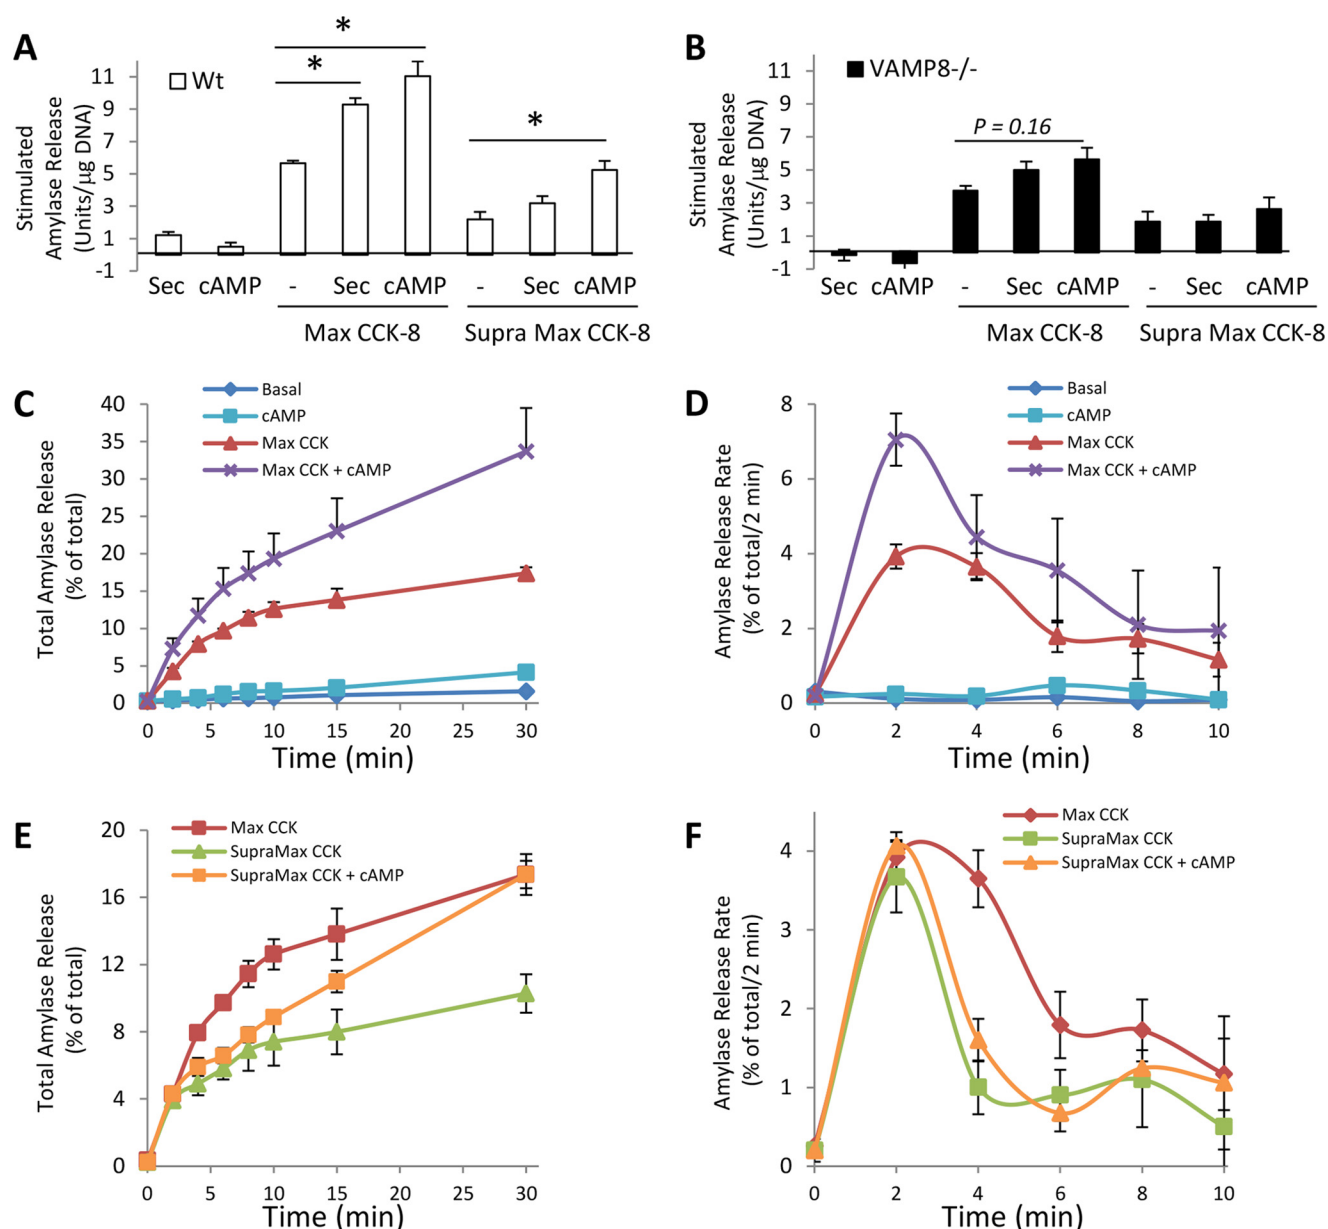 A
Stimulated
Amylase Release
(Units/µg DNA)
11
9
7
5
3
1
-1
Wt
*
*
*
Sec
cAMP
-
Sec
cAMP
-
Sec
cAMP
Max CCK-8
Supra Max CCK-8
B
Stimulated
Amylase Release
(Units/µg DNA)
11
9
7
5
3
1
-1
VAMP8-/-
P = 0.16
Sec
cAMP
-
Sec
cAMP
-
Sec
cAMP
Max CCK-8
Supra Max CCK-8
C
Basal
cAMP
Max CCK
Max CCK + cAMP
Total Amylase Release
(% of total)
40
35
30
25
20
15
10
5
0
0 5 10 15 20 25 30
Time (min)
D
Basal
cAMP
Max CCK
Max CCK + cAMP
Amylase Release Rate
(% of total/2 min)
8
6
4
2
0
0 2 4 6 8 10
Time (min)
E
Max CCK
SupraMax CCK
SupraMax CCK + cAMP
Total Amylase Release
(% of total)
20
16
12
8
4
0
0 5 10 15 20 25 30
Time (min)
F
Max CCK
SupraMax CCK
SupraMax CCK + cAMP
Amylase Release Rate
(% of total/2 min)
4
3
2
1
0
0 2 4 6 8 10
Time (min)